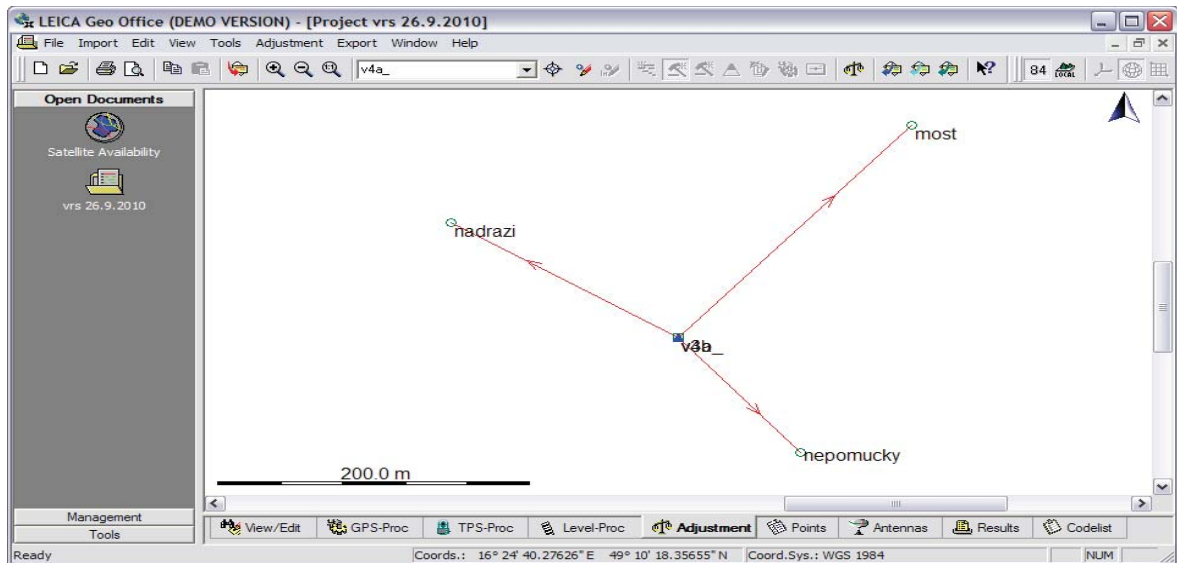 LEICA Geo Office (DEMO VERSION) - [Project vrs 26.9.2010]
File Import Edit View Tools Adjustment Export Window Help
v4a_
84
LOCAL
Open Documents
Satellite Availability
vrs 26.9.2010
most
nadrazi
nepomucky
200.0 m
Management
Tools
View/Edit GPS-Proc TPS-Proc Level-Proc Adjustment Points Antennas Results Codelist
Ready Coords.: 16° 24' 40.27626" E 49° 10' 18.35655" N Coord.Sys.: WGS 1984 NUM